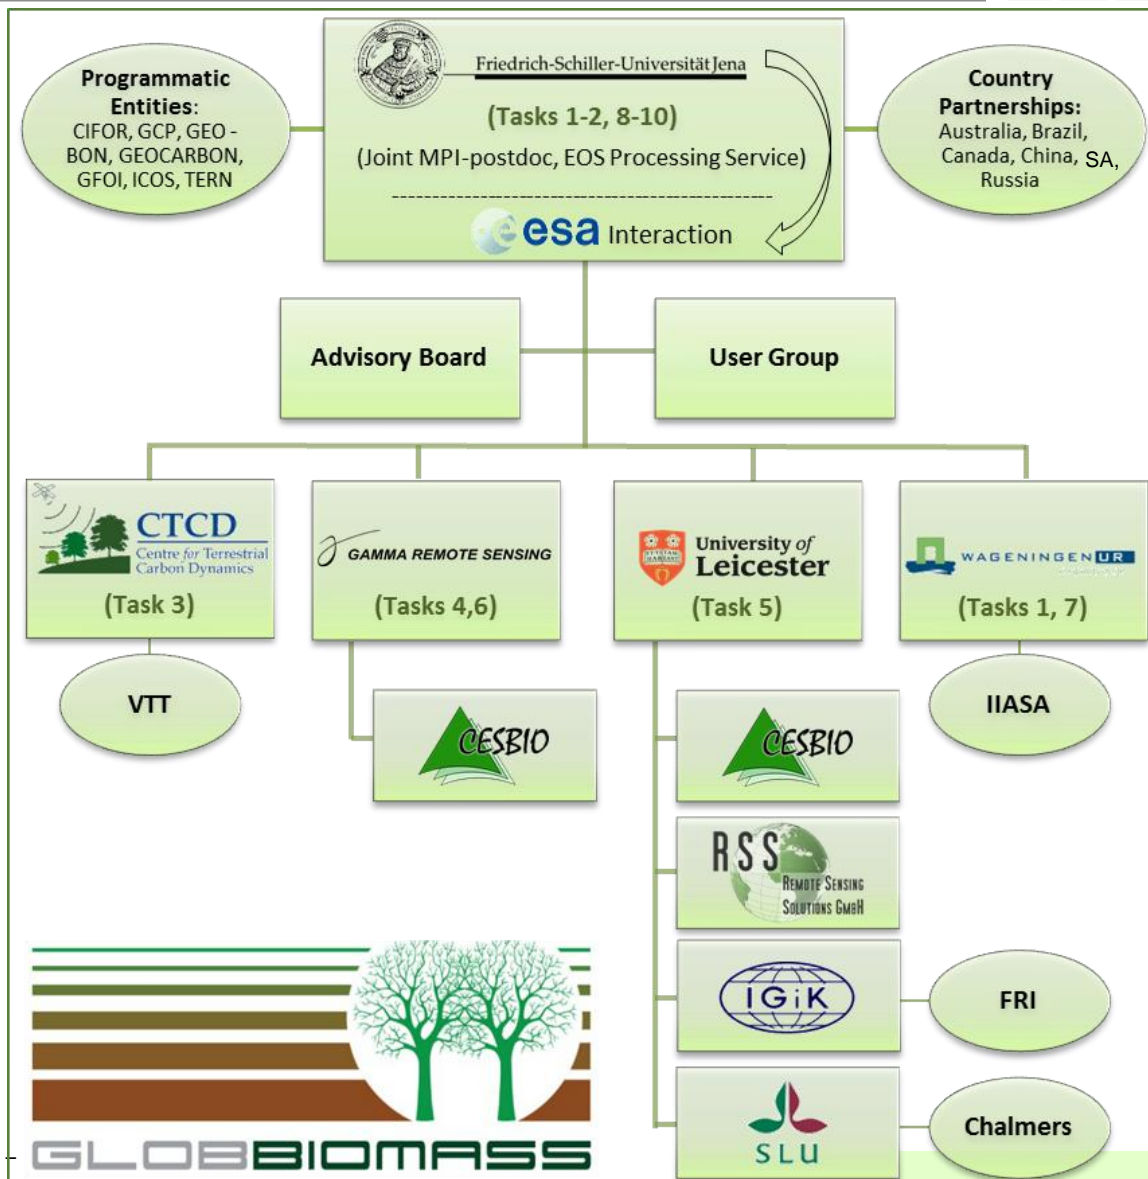 Programmatic
Entities:
CIFOR, GCP, GEO -
BON, GEOCARBON,
GFOI, ICOS, TERN
Friedrich-Schiller-Universität Jena
(Tasks 1-2, 8-10)
(Joint MPI-postdoc, EOS Processing Service)
esa Interaction
Country
Partnerships:
Australia, Brazil,
Canada, China, SA,
Russia
Advisory Board
User Group
CTCD
Centre for Terrestrial
Carbon Dynamics
(Task 3)
GAMMA REMOTE SENSING
(Tasks 4,6)
University of
Leicester
(Task 5)
WAGENINGEN UR
(Tasks 1, 7)
VTT
IIASA
CESBIO
CESBIO
RSS
REMOTE SENSING
SOLUTIONS GMBH
IGiK
FRI
SLU
Chalmers
GLOBBIOMASS